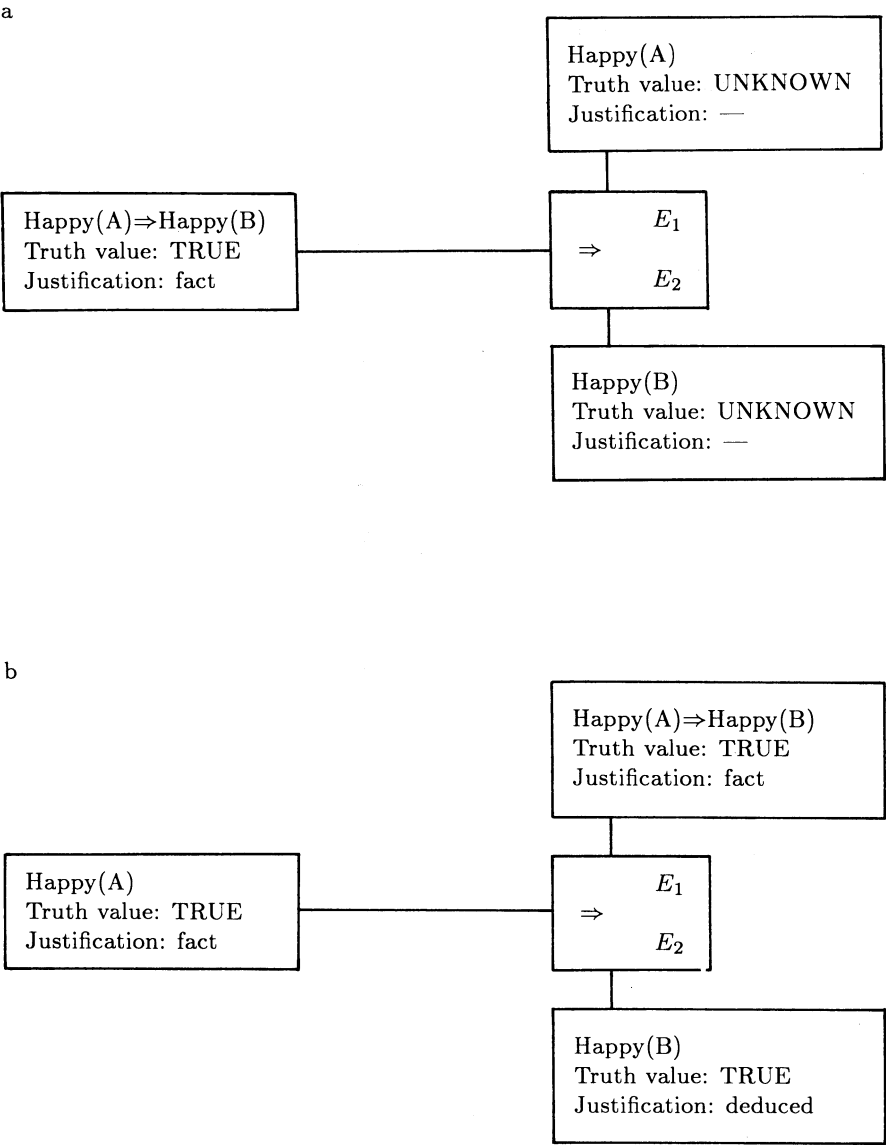 a
Happy(A)
Truth value: UNKNOWN
Justification: —
Happy(A)⇒Happy(B)
Truth value: TRUE
Justification: fact
E₁
⇒
E₂
Happy(B)
Truth value: UNKNOWN
Justification: —
b
Happy(A)⇒Happy(B)
Truth value: TRUE
Justification: fact
Happy(A)
Truth value: TRUE
Justification: fact
E₁
⇒
E₂
Happy(B)
Truth value: TRUE
Justification: deduced